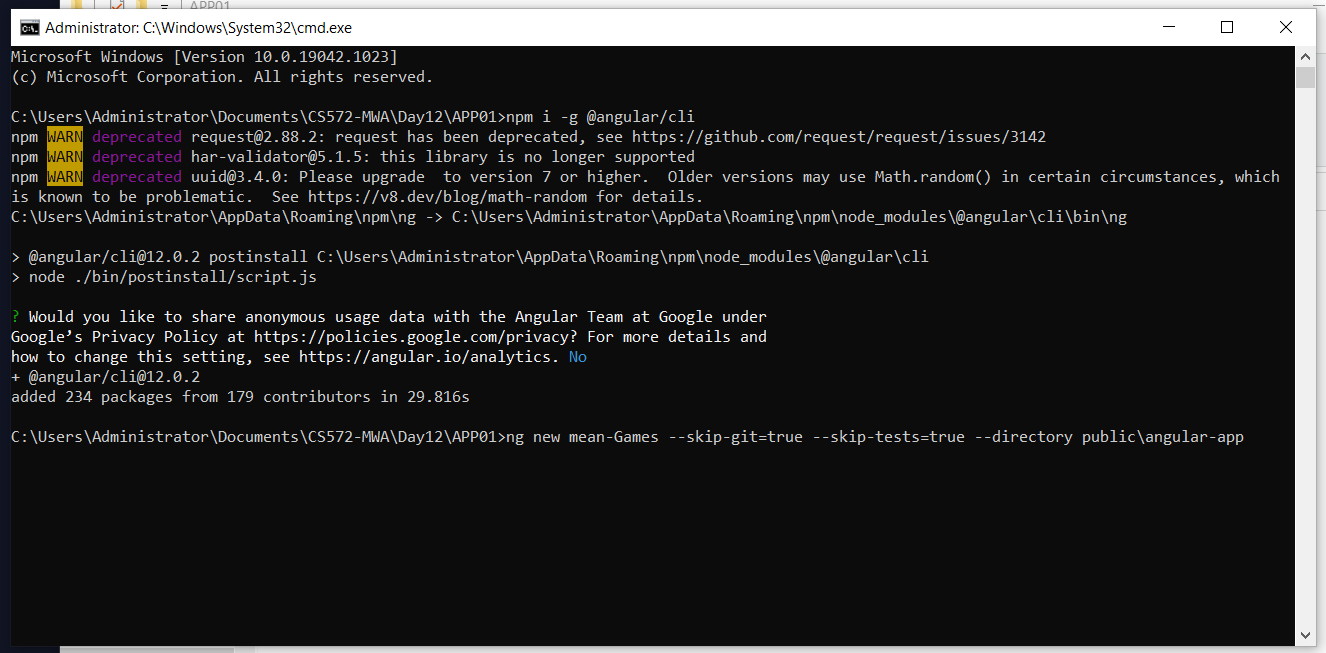 APP01
Administrator: C:\Windows\System32\cmd.exe
Microsoft Windows [Version 10.0.19042.1023]
(c) Microsoft Corporation. All rights reserved.
C:\Users\Administrator\Documents\CS572-MWA\Day12\APP01>npm i -g @angular/cli
npm WARN deprecated request@2.88.2: request has been deprecated, see https://github.com/request/request/issues/3142
npm WARN deprecated har-validator@5.1.5: this library is no longer supported
npm WARN deprecated uuid@3.4.0: Please upgrade  to version 7 or higher.  Older versions may use Math.random() in certain circumstances, which
is known to be problematic.  See https://v8.dev/blog/math-random for details.
C:\Users\Administrator\AppData\Roaming\npm\ng -> C:\Users\Administrator\AppData\Roaming\npm\node_modules\@angular\cli\bin\ng
> @angular/cli@12.0.2 postinstall C:\Users\Administrator\AppData\Roaming\npm\node_modules\@angular\cli
> node ./bin/postinstall/script.js
? Would you like to share anonymous usage data with the Angular Team at Google under
Google’s Privacy Policy at https://policies.google.com/privacy? For more details and
how to change this setting, see https://angular.io/analytics. No
+ @angular/cli@12.0.2
added 234 packages from 179 contributors in 29.816s
C:\Users\Administrator\Documents\CS572-MWA\Day12\APP01>ng new mean-Games --skip-git=true --skip-tests=true --directory public\angular-app